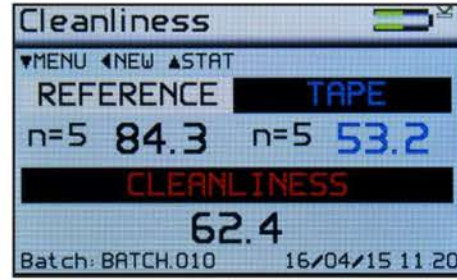 Cleanliness
▼MENU ◀NEW ▲STAT
REFERENCE TAPE
n=5 84.3 n=5 53.2
CLEANLINESS
62.4
Batch: BATCH.010 16/04/15 11 20